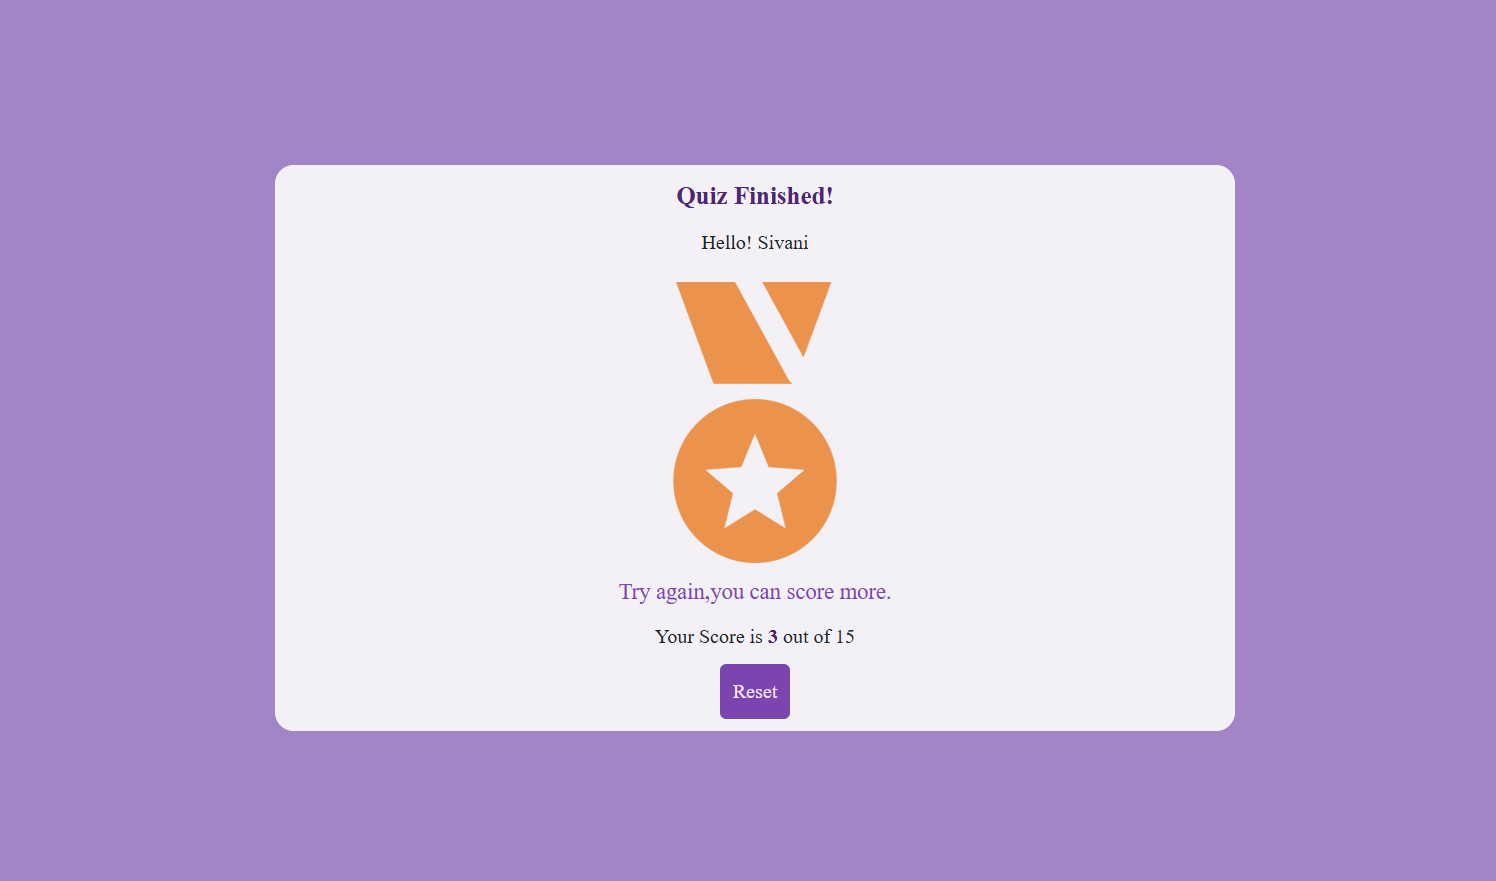 Quiz Finished!
Hello! Sivani
Try again,you can score more.
Your Score is 3 out of 15
Reset